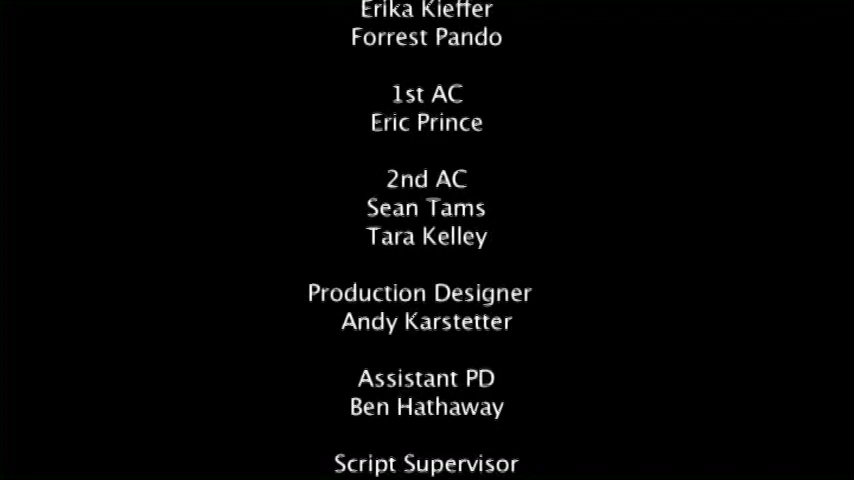 Erika Kieffer
Forrest Pando
1st AC
Eric Prince
2nd AC
Sean Tams
Tara Kelley
Production Designer
Andy Karstetter
Assistant PD
Ben Hathaway
Script Supervisor